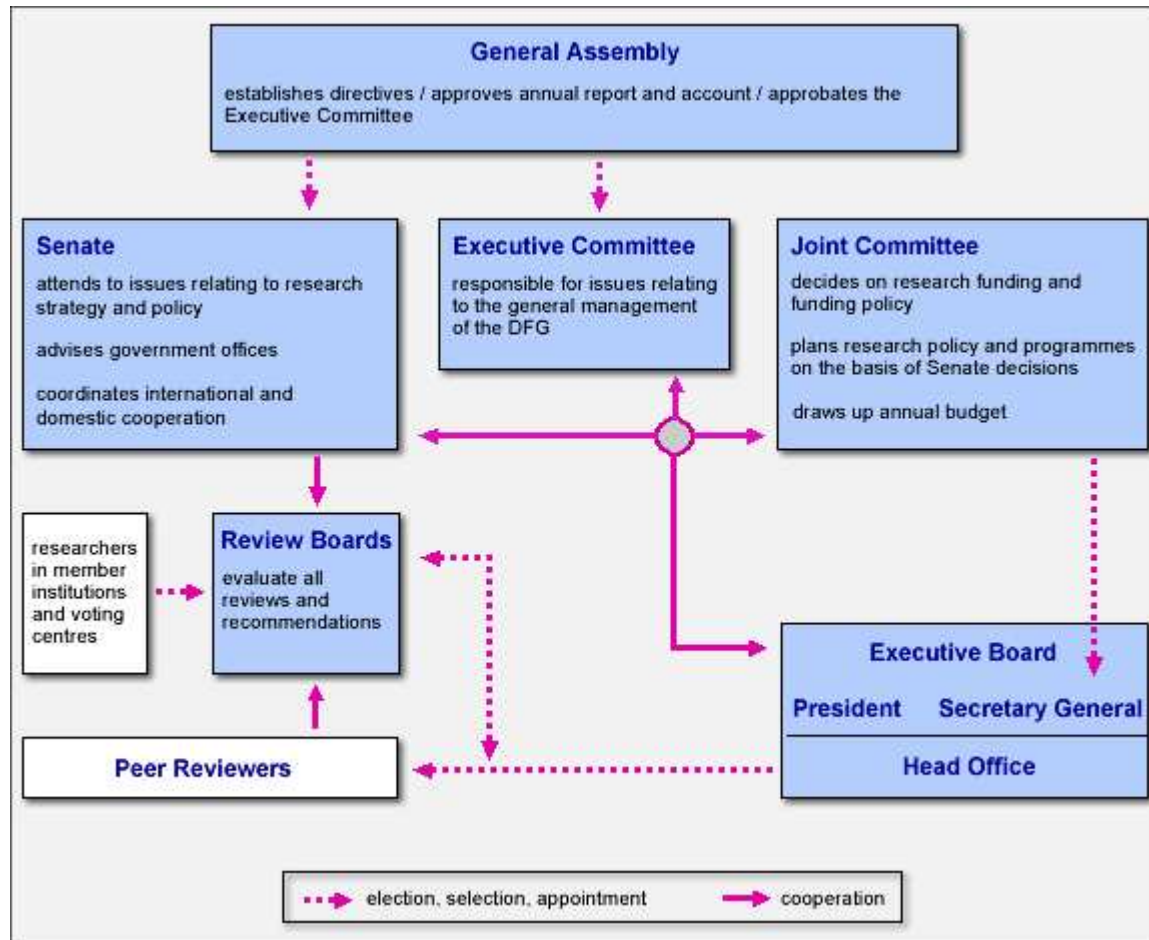 General Assembly
establishes directives / approves annual report and account / approbates the
Executive Committee
Senate
attends to issues relating to research
strategy and policy
advises government offices
coordinates international and
domestic cooperation
Executive Committee
responsible for issues relating
to the general management
of the DFG
Joint Committee
decides on research funding and
funding policy
plans research policy and programmes
on the basis of Senate decisions
draws up annual budget
researchers
in member
institutions
and voting
centres
Review Boards
evaluate all
reviews and
recommendations
Executive Board
President Secretary General
Head Office
Peer Reviewers
election, selection, appointment
cooperation